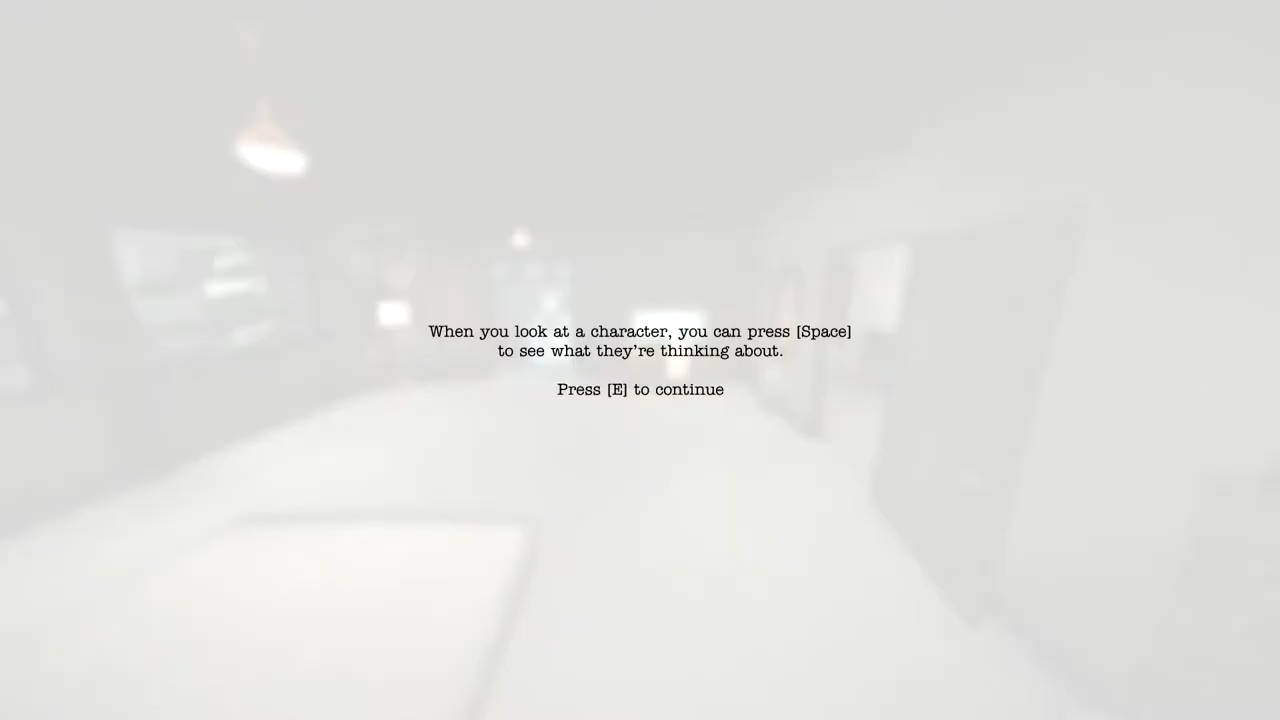 When you look at a character, you can press [Space]
to see what they're thinking about.
Press [E] to continue